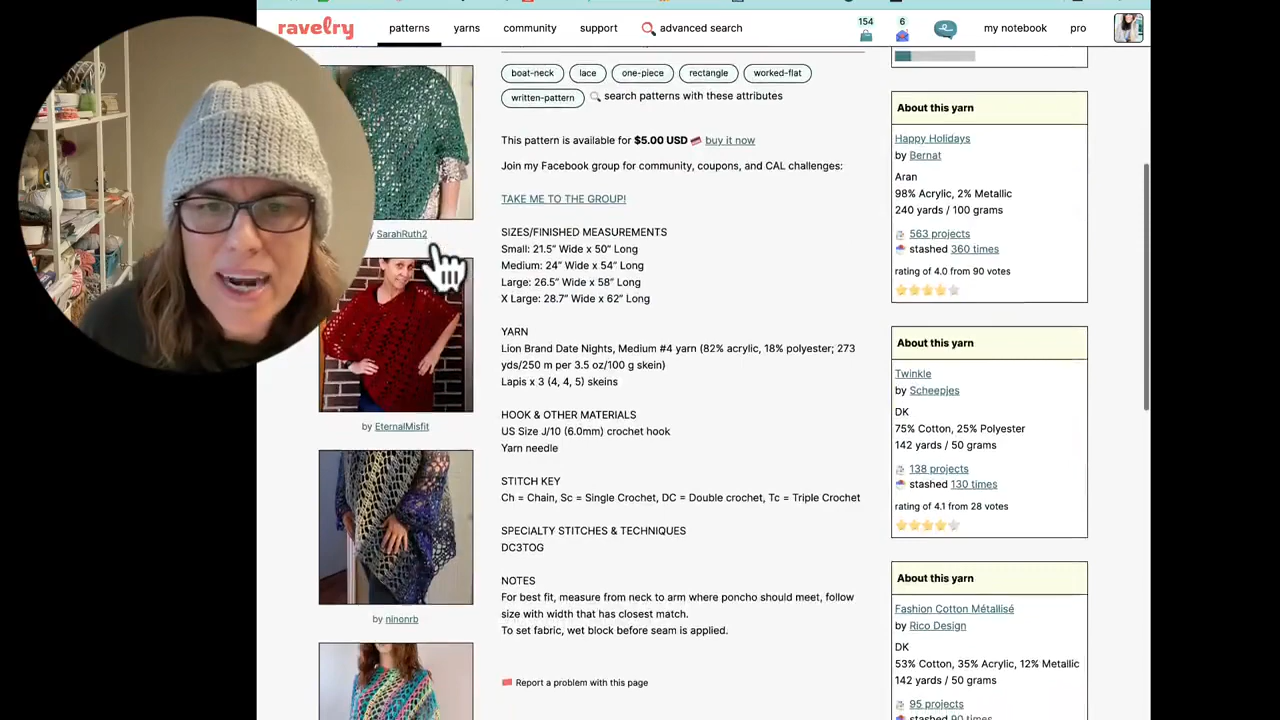 ravelry
patterns
yarns
community
support
advanced search
154
6
my notebook
pro
boat-neck
lace
one-piece
rectangle
worked-flat
written-pattern
search patterns with these attributes
This pattern is available for $5.00 USD buy it now
Join my Facebook group for community, coupons, and CAL challenges:
TAKE ME TO THE GROUP!
SIZES/FINISHED MEASUREMENTS
Small: 21.5" Wide x 50" Long
Medium: 24” Wide x 54” Long
Large: 26.5” Wide x 58” Long
X Large: 28.7” Wide x 62” Long
YARN
Lion Brand Date Nights, Medium #4 yarn (82% acrylic, 18% polyester; 273
yds/250 m per 3.5 oz/100 g skein)
Lapis x 3 (4, 4, 5) skeins
HOOK & OTHER MATERIALS
US Size J/10 (6.0mm) crochet hook
Yarn needle
STITCH KEY
Ch = Chain, Sc = Single Crochet, DC = Double crochet, Tc = Triple Crochet
SPECIALTY STITCHES & TECHNIQUES
DC3TOG
NOTES
For best fit, measure from neck to arm where poncho should meet, follow
size with width that has closest match.
To set fabric, wet block before seam is applied.
Report a problem with this page
SarahRuth2
by EternalMisfit
by ninonrb
About this yarn
Happy Holidays
by Bernat
Aran
98% Acrylic, 2% Metallic
240 yards / 100 grams
563 projects
stashed 360 times
rating of 4.0 from 90 votes
About this yarn
Twinkle
by Scheepjes
DK
75% Cotton, 25% Polyester
142 yards / 50 grams
138 projects
stashed 130 times
rating of 4.1 from 28 votes
About this yarn
Fashion Cotton Métallisé
by Rico Design
DK
53% Cotton, 35% Acrylic, 12% Metallic
142 yards / 50 grams
95 projects
stashed 90 times